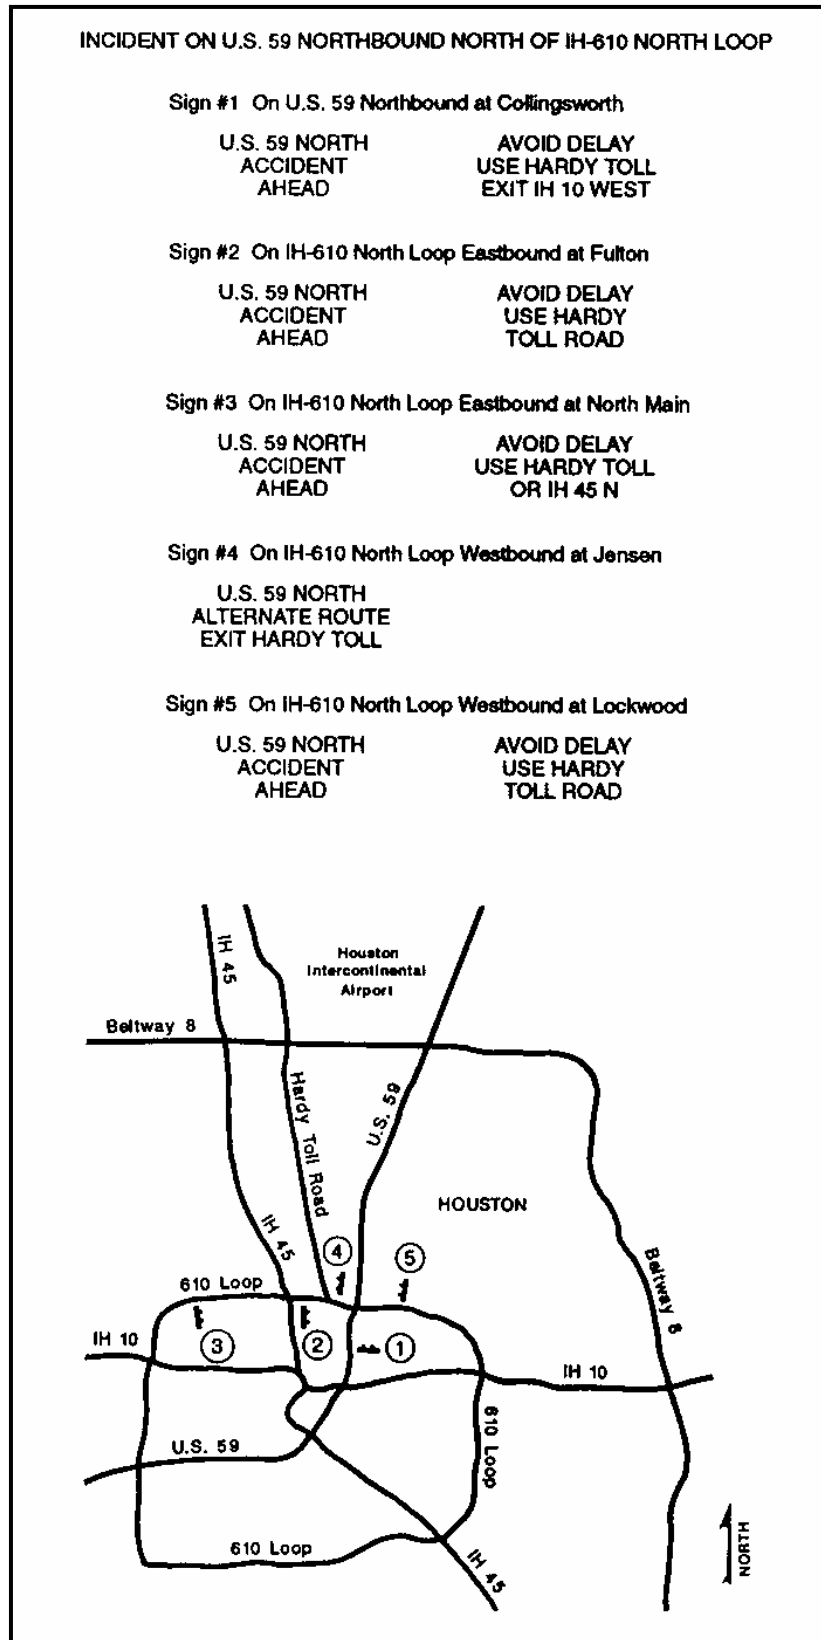 INCIDENT ON U.S. 59 NORTHBOUND NORTH OF IH-610 NORTH LOOP
Sign #1 On U.S. 59 Northbound at Collingsworth
U.S. 59 NORTH
ACCIDENT
AHEAD
AVOID DELAY
USE HARDY TOLL
EXIT IH 10 WEST
Sign #2 On IH-610 North Loop Eastbound at Fulton
U.S. 59 NORTH
ACCIDENT
AHEAD
AVOID DELAY
USE HARDY
TOLL ROAD
Sign #3 On IH-610 North Loop Eastbound at North Main
U.S. 59 NORTH
ACCIDENT
AHEAD
AVOID DELAY
USE HARDY TOLL
OR IH 45 N
Sign #4 On IH-610 North Loop Westbound at Jensen
U.S. 59 NORTH
ALTERNATE ROUTE
EXIT HARDY TOLL
Sign #5 On IH-610 North Loop Westbound at Lockwood
U.S. 59 NORTH
ACCIDENT
AHEAD
AVOID DELAY
USE HARDY
TOLL ROAD
IH 45
Houston
Intercontinental
Airport
Beltway 8
Hardy Toll Road
U.S. 59
HOUSTON
IH 45
4
5
Beltway 8
610 Loop
IH 10
3
2
1
IH 10
610 Loop
U.S. 59
610 Loop
IH 45
NORTH